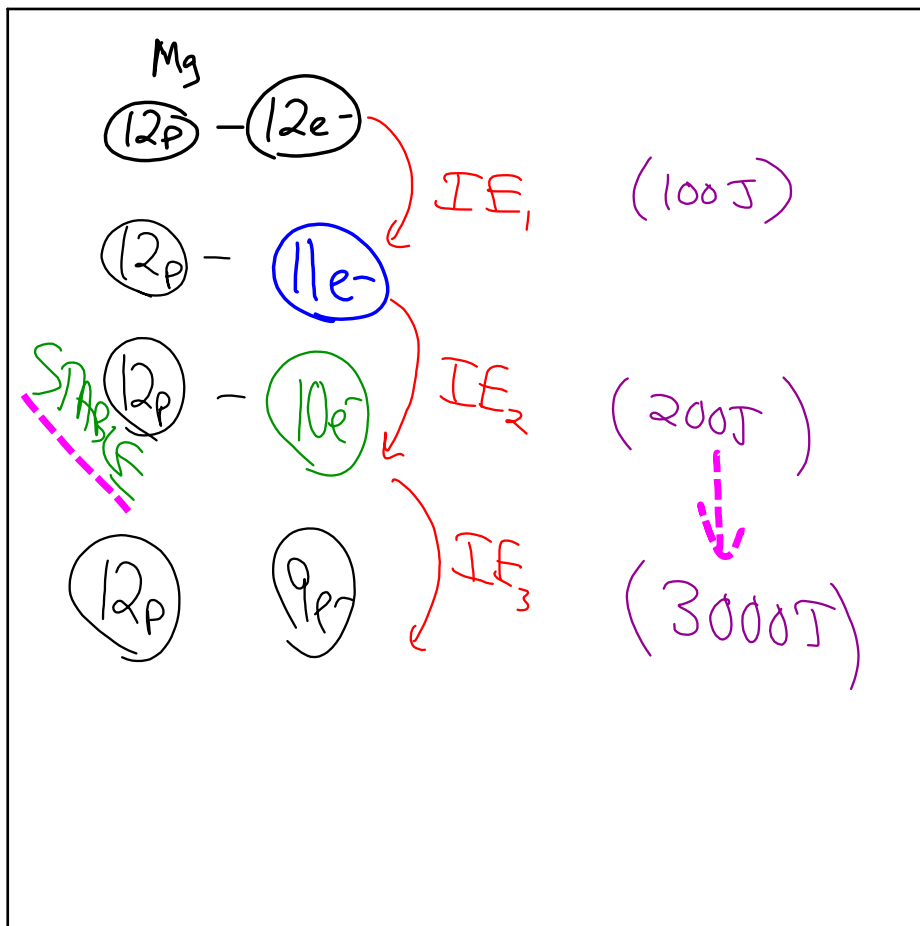 Mg
12p - 12e-
IE1 (100J)
12p - 11e-
STABLE!
12p - 10e-
IE2 (200J)
12p 9e-
IE3 (3000J)